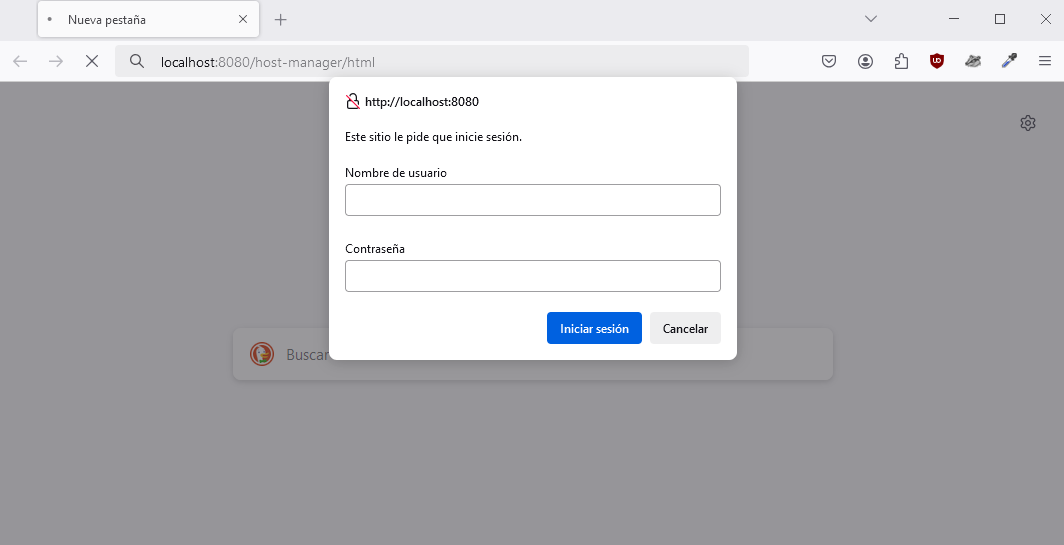 Nueva pestaña
localhost:8080/host-manager/html
http://localhost:8080
Este sitio le pide que inicie sesión.
Nombre de usuario
Contraseña
Iniciar sesión Cancelar
Buscar